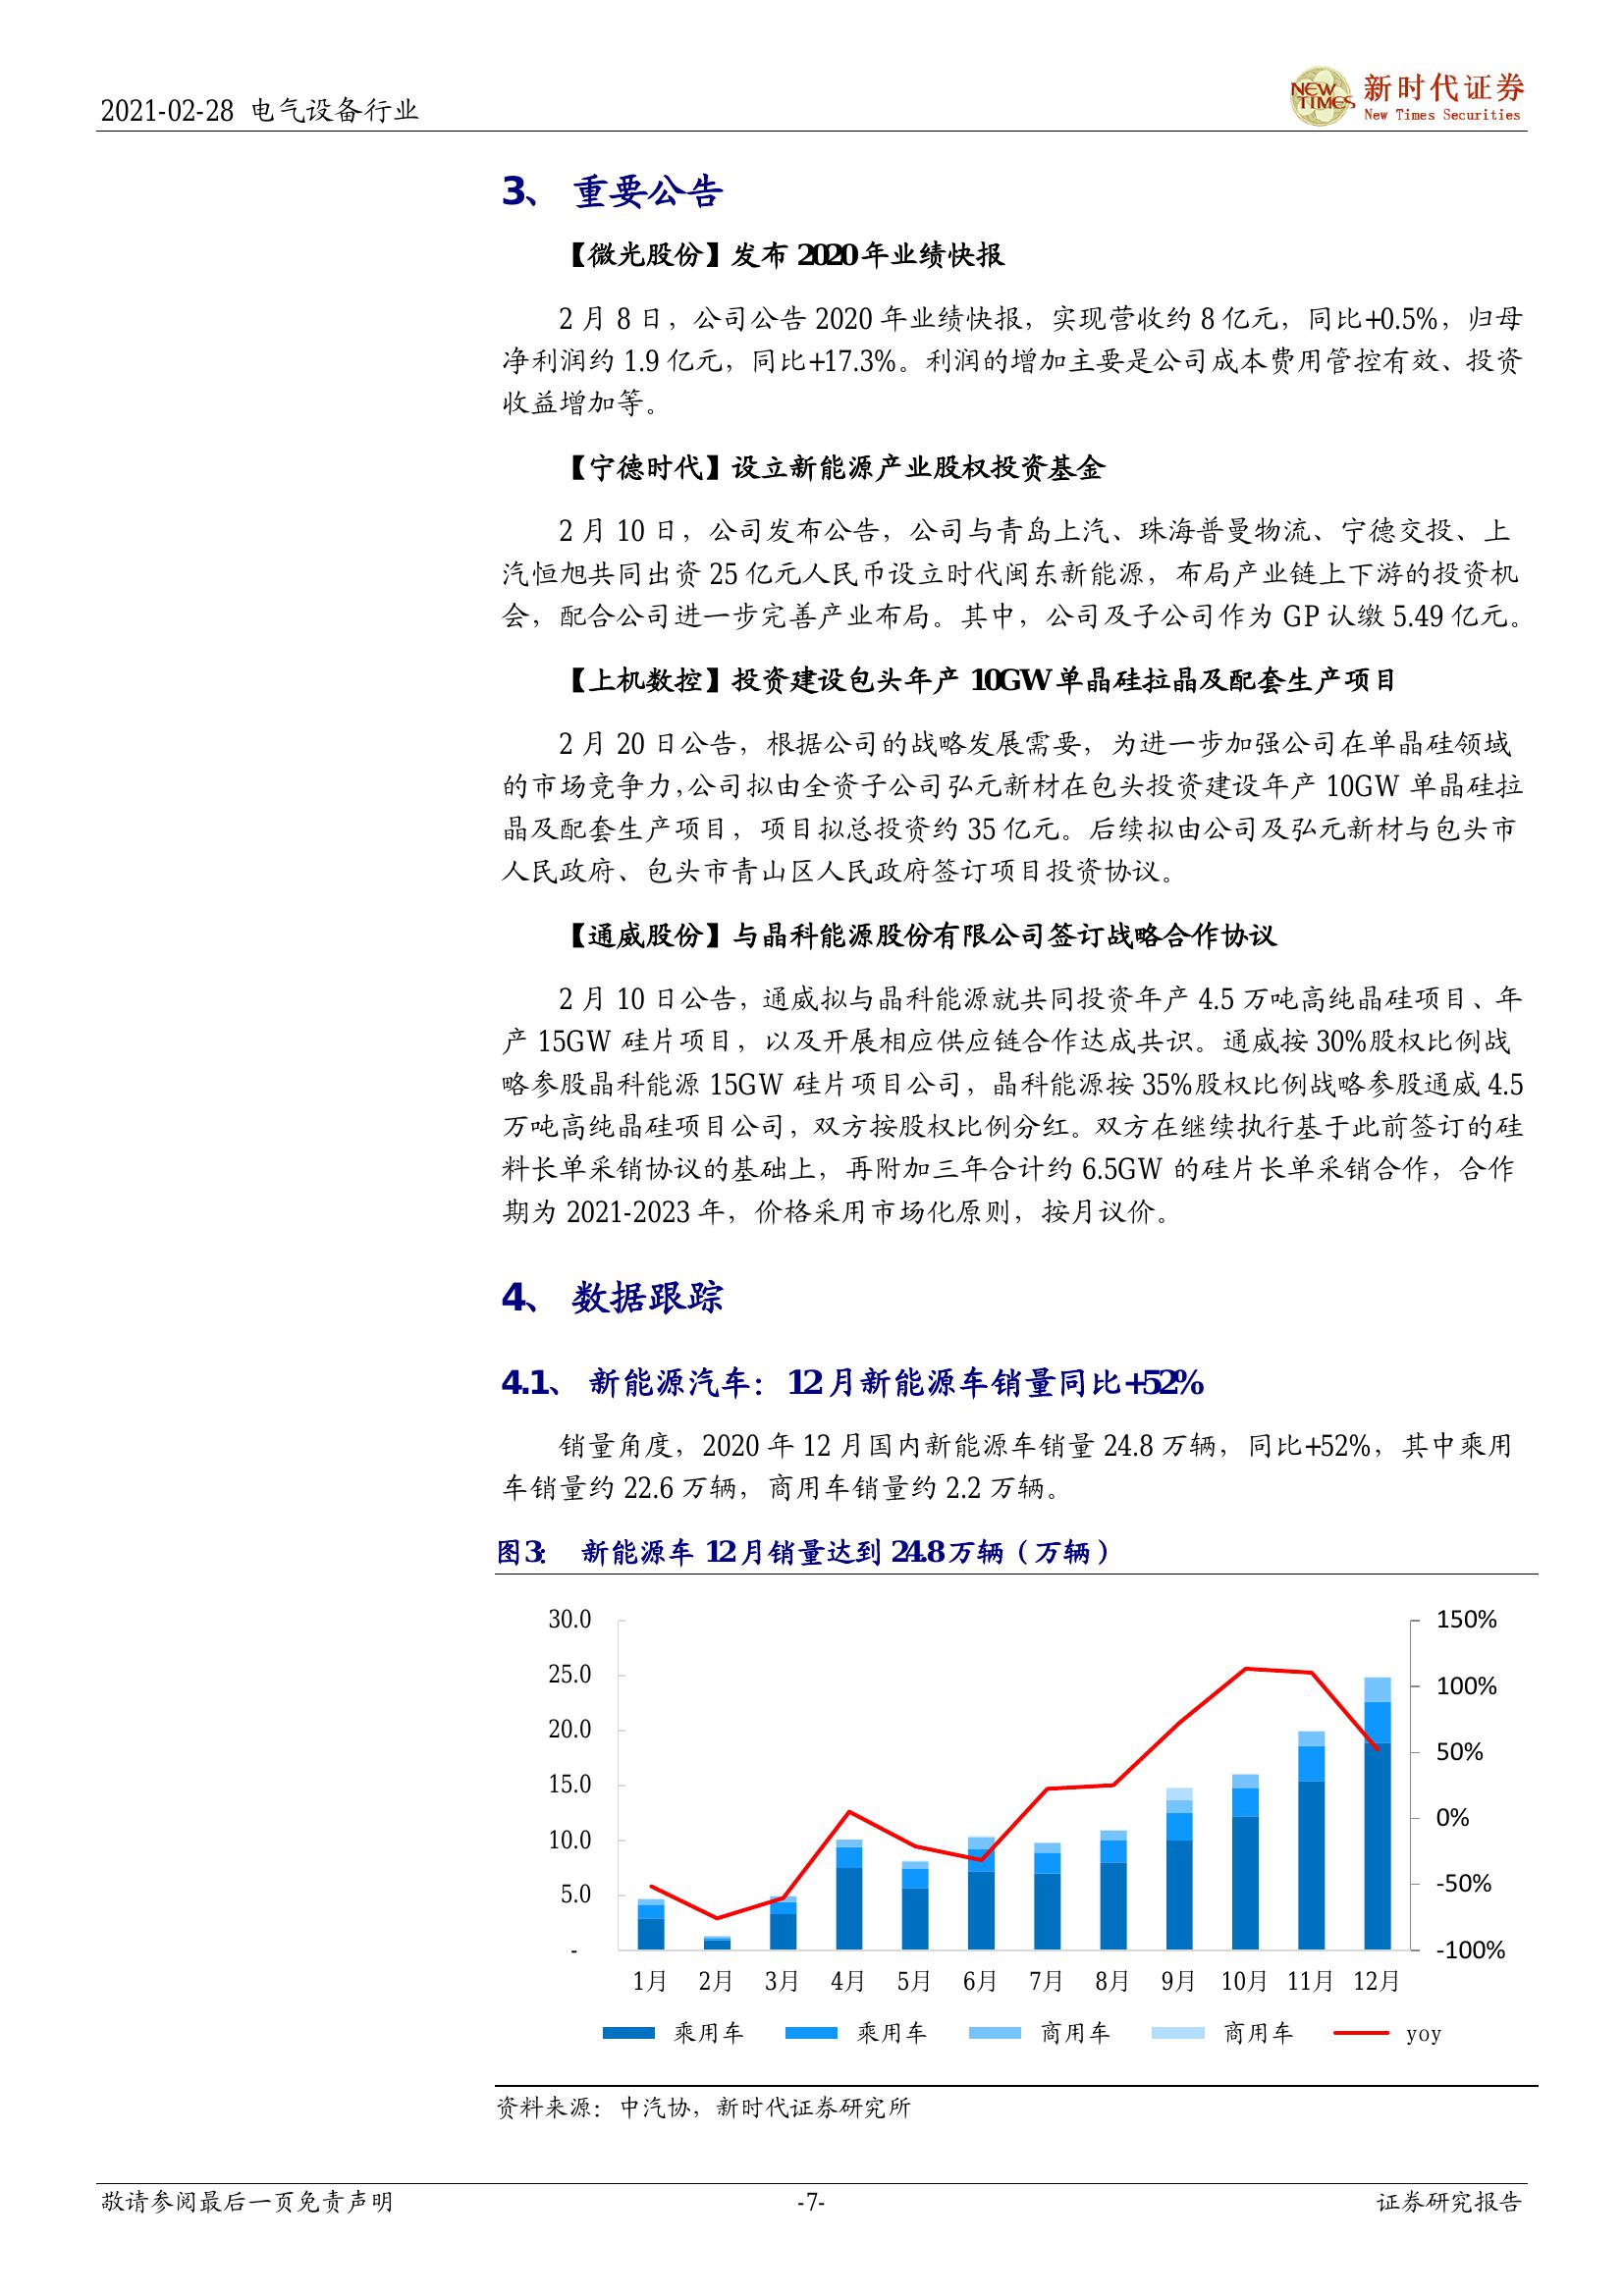 2021-02-28 电气设备行业
NEW TIMES 新时代证券
New Times Securities
3、 重要公告
【微光股份】发布 2020 年业绩快报
2 月 8 日，公司公告 2020 年业绩快报，实现营收约 8 亿元，同比+0.5%，归母
净利润约 1.9 亿元，同比+17.3%。利润的增加主要是公司成本费用管控有效、投资
收益增加等。
【宁德时代】设立新能源产业股权投资基金
2 月 10 日，公司发布公告，公司与青岛上汽、珠海普曼物流、宁德交投、上
汽恒旭共同出资 25 亿元人民币设立时代闽东新能源，布局产业链上下游的投资机
会，配合公司进一步完善产业布局。其中，公司及子公司作为 GP 认缴 5.49 亿元。
【上机数控】投资建设包头年产 10GW 单晶硅拉晶及配套生产项目
2 月 20 日公告，根据公司的战略发展需要，为进一步加强公司在单晶硅领域
的市场竞争力，公司拟由全资子公司弘元新材在包头投资建设年产 10GW 单晶硅拉
晶及配套生产项目，项目拟总投资约 35 亿元。后续拟由公司及弘元新材与包头市
人民政府、包头市青山区人民政府签订项目投资协议。
【通威股份】与晶科能源股份有限公司签订战略合作协议
2 月 10 日公告，通威拟与晶科能源就共同投资年产 4.5 万吨高纯晶硅项目、年
产 15GW 硅片项目，以及开展相应供应链合作达成共识。通威按 30%股权比例战
略参股晶科能源 15GW 硅片项目公司，晶科能源按 35%股权比例战略参股通威 4.5
万吨高纯晶硅项目公司，双方按股权比例分红。双方在继续执行基于此前签订的硅
料长单采销协议的基础上，再附加三年合计约 6.5GW 的硅片长单采销合作，合作
期为 2021-2023 年，价格采用市场化原则，按月议价。
4、 数据跟踪
4.1、 新能源汽车：12 月新能源车销量同比+52%
销量角度，2020 年 12 月国内新能源车销量 24.8 万辆，同比+52%，其中乘用
车销量约 22.6 万辆，商用车销量约 2.2 万辆。
图 3： 新能源车 12 月销量达到 24.8 万辆（万辆）
30.0 150%
25.0 100%
20.0 50%
15.0 0%
10.0 -50%
5.0 -100%
-
1月 2月 3月 4月 5月 6月 7月 8月 9月 10月 11月 12月
乘用车 乘用车 商用车 商用车 yoy
资料来源：中汽协，新时代证券研究所
敬请参阅最后一页免责声明 -7- 证券研究报告